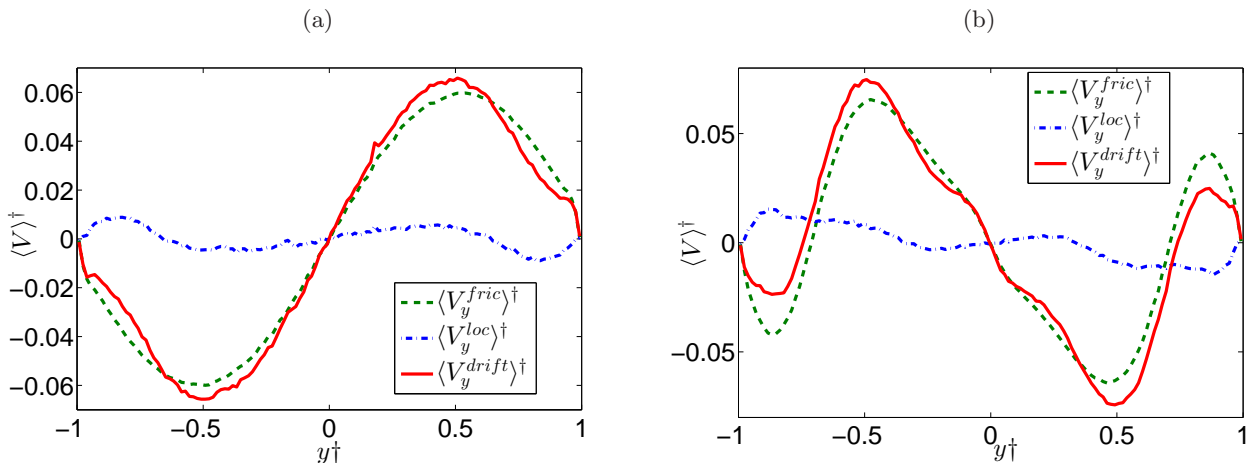 (a)
0.06
0.04
0.02
0
−0.02
−0.04
−0.06
⟨V⟩†
−1
−0.5
0
0.5
1
y†
⟨V_y^{fric}⟩†
⟨V_y^{loc}⟩†
⟨V_y^{drift}⟩†
(b)
0.05
0
−0.05
⟨V⟩†
−1
−0.5
0
0.5
1
y†
⟨V_y^{fric}⟩†
⟨V_y^{loc}⟩†
⟨V_y^{drift}⟩†